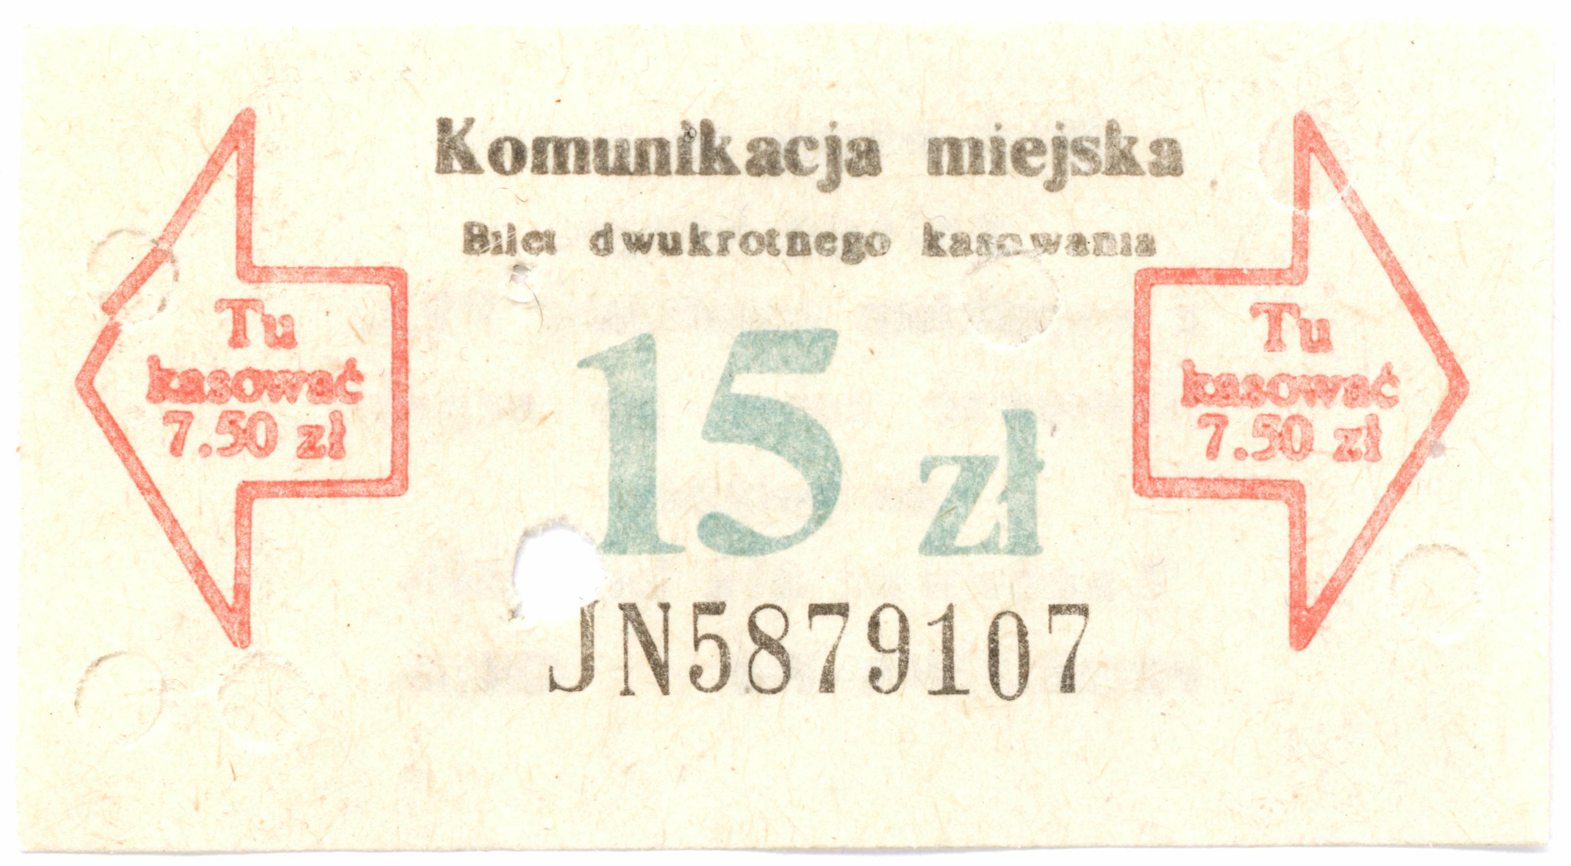 Komunikacja miejska
Bilet dwukrotnego kasowania
Tu
kasować
7.50 zł
15 zł
Tu
kasować
7.50 zł
JN5879107